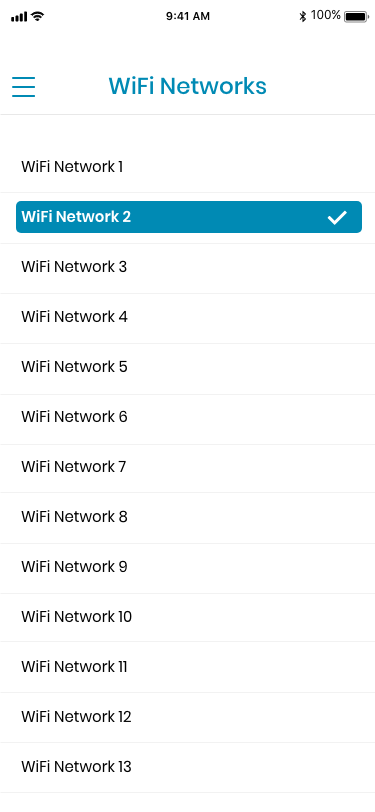 9:41 AM 100%
WiFi Networks
WiFi Network 1
WiFi Network 2
WiFi Network 3
WiFi Network 4
WiFi Network 5
WiFi Network 6
WiFi Network 7
WiFi Network 8
WiFi Network 9
WiFi Network 10
WiFi Network 11
WiFi Network 12
WiFi Network 13